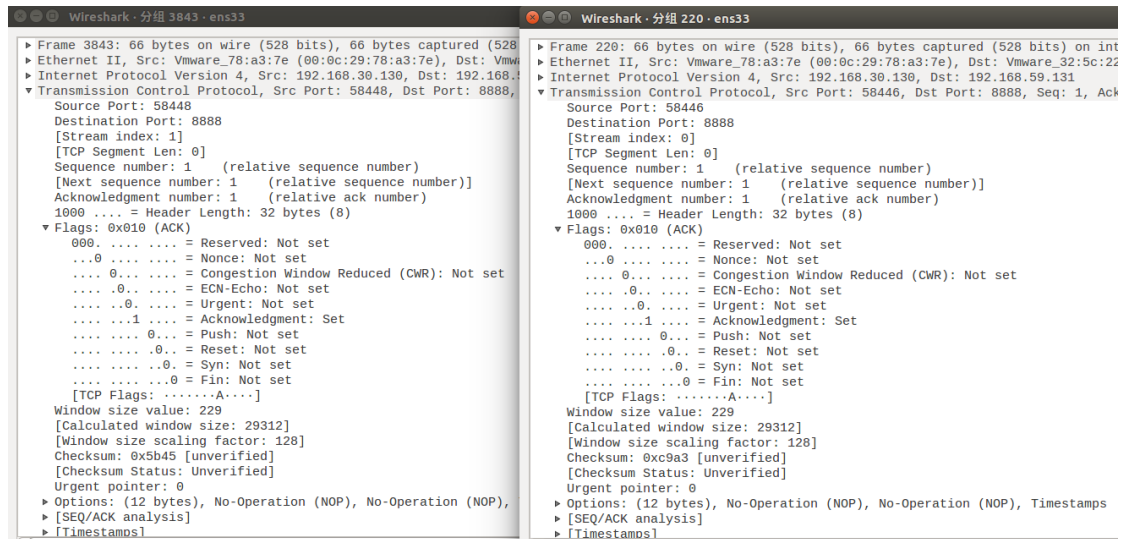 Wireshark · 分组 3843 · ens33
Frame 3843: 66 bytes on wire (528 bits), 66 bytes captured (528
Ethernet II, Src: Vmware_78:a3:7e (00:0c:29:78:a3:7e), Dst: Vmwa
Internet Protocol Version 4, Src: 192.168.30.130, Dst: 192.168.5
Transmission Control Protocol, Src Port: 58448, Dst Port: 8888,
Source Port: 58448
Destination Port: 8888
[Stream index: 1]
[TCP Segment Len: 0]
Sequence number: 1    (relative sequence number)
[Next sequence number: 1    (relative sequence number)]
Acknowledgment number: 1    (relative ack number)
1000 .... = Header Length: 32 bytes (8)
Flags: 0x010 (ACK)
000. .... .... = Reserved: Not set
...0 .... .... = Nonce: Not set
.... 0... .... = Congestion Window Reduced (CWR): Not set
.... .0.. .... = ECN-Echo: Not set
.... ..0. .... = Urgent: Not set
.... ...1 .... = Acknowledgment: Set
.... .... 0... = Push: Not set
.... .... .0.. = Reset: Not set
.... .... ..0. = Syn: Not set
.... .... ...0 = Fin: Not set
[TCP Flags: ·······A····]
Window size value: 229
[Calculated window size: 29312]
[Window size scaling factor: 128]
Checksum: 0x5b45 [unverified]
[Checksum Status: Unverified]
Urgent pointer: 0
Options: (12 bytes), No-Operation (NOP), No-Operation (NOP),
[SEQ/ACK analysis]
[Timestamps]
Wireshark · 分组 220 · ens33
Frame 220: 66 bytes on wire (528 bits), 66 bytes captured (528 bits) on int
Ethernet II, Src: Vmware_78:a3:7e (00:0c:29:78:a3:7e), Dst: Vmware_32:5c:22
Internet Protocol Version 4, Src: 192.168.30.130, Dst: 192.168.59.131
Transmission Control Protocol, Src Port: 58446, Dst Port: 8888, Seq: 1, Ack
Source Port: 58446
Destination Port: 8888
[Stream index: 0]
[TCP Segment Len: 0]
Sequence number: 1    (relative sequence number)
[Next sequence number: 1    (relative sequence number)]
Acknowledgment number: 1    (relative ack number)
1000 .... = Header Length: 32 bytes (8)
Flags: 0x010 (ACK)
000. .... .... = Reserved: Not set
...0 .... .... = Nonce: Not set
.... 0... .... = Congestion Window Reduced (CWR): Not set
.... .0.. .... = ECN-Echo: Not set
.... ..0. .... = Urgent: Not set
.... ...1 .... = Acknowledgment: Set
.... .... 0... = Push: Not set
.... .... .0.. = Reset: Not set
.... .... ..0. = Syn: Not set
.... .... ...0 = Fin: Not set
[TCP Flags: ·······A····]
Window size value: 229
[Calculated window size: 29312]
[Window size scaling factor: 128]
Checksum: 0xc9a3 [unverified]
[Checksum Status: Unverified]
Urgent pointer: 0
Options: (12 bytes), No-Operation (NOP), No-Operation (NOP), Timestamps
[SEQ/ACK analysis]
[Timestamps]